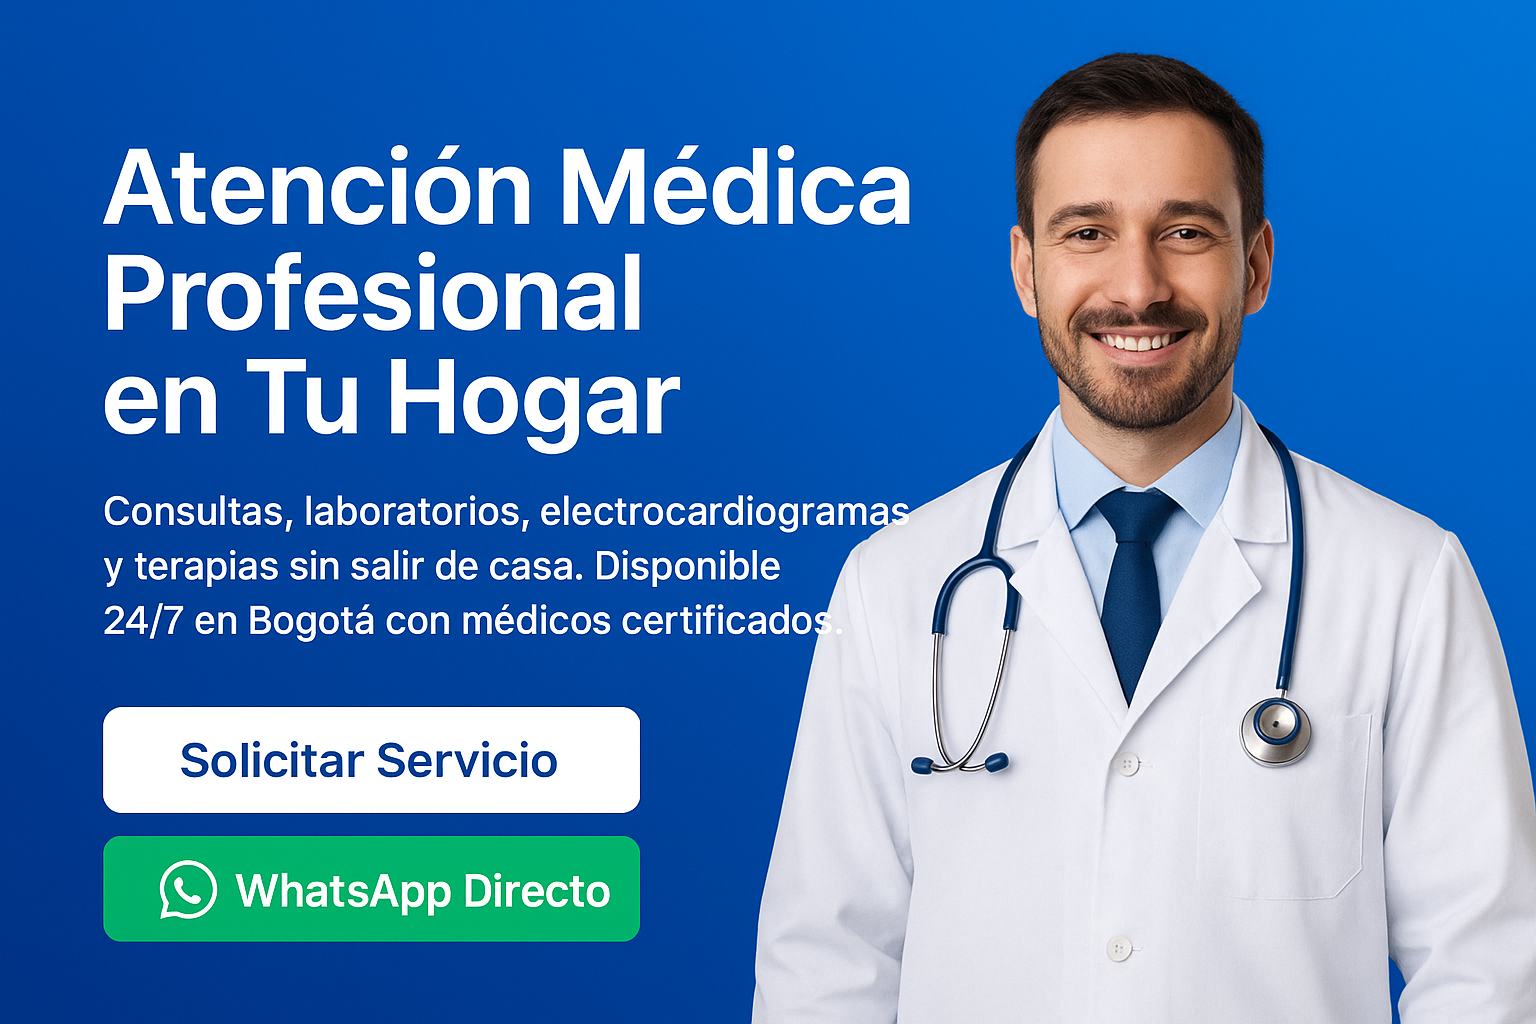 Atención Médica
Profesional
en Tu Hogar
Consultas, laboratorios, electrocardiogramas
y terapias sin salir de casa. Disponible
24/7 en Bogotá con médicos certificados.
Solicitar Servicio
WhatsApp Directo